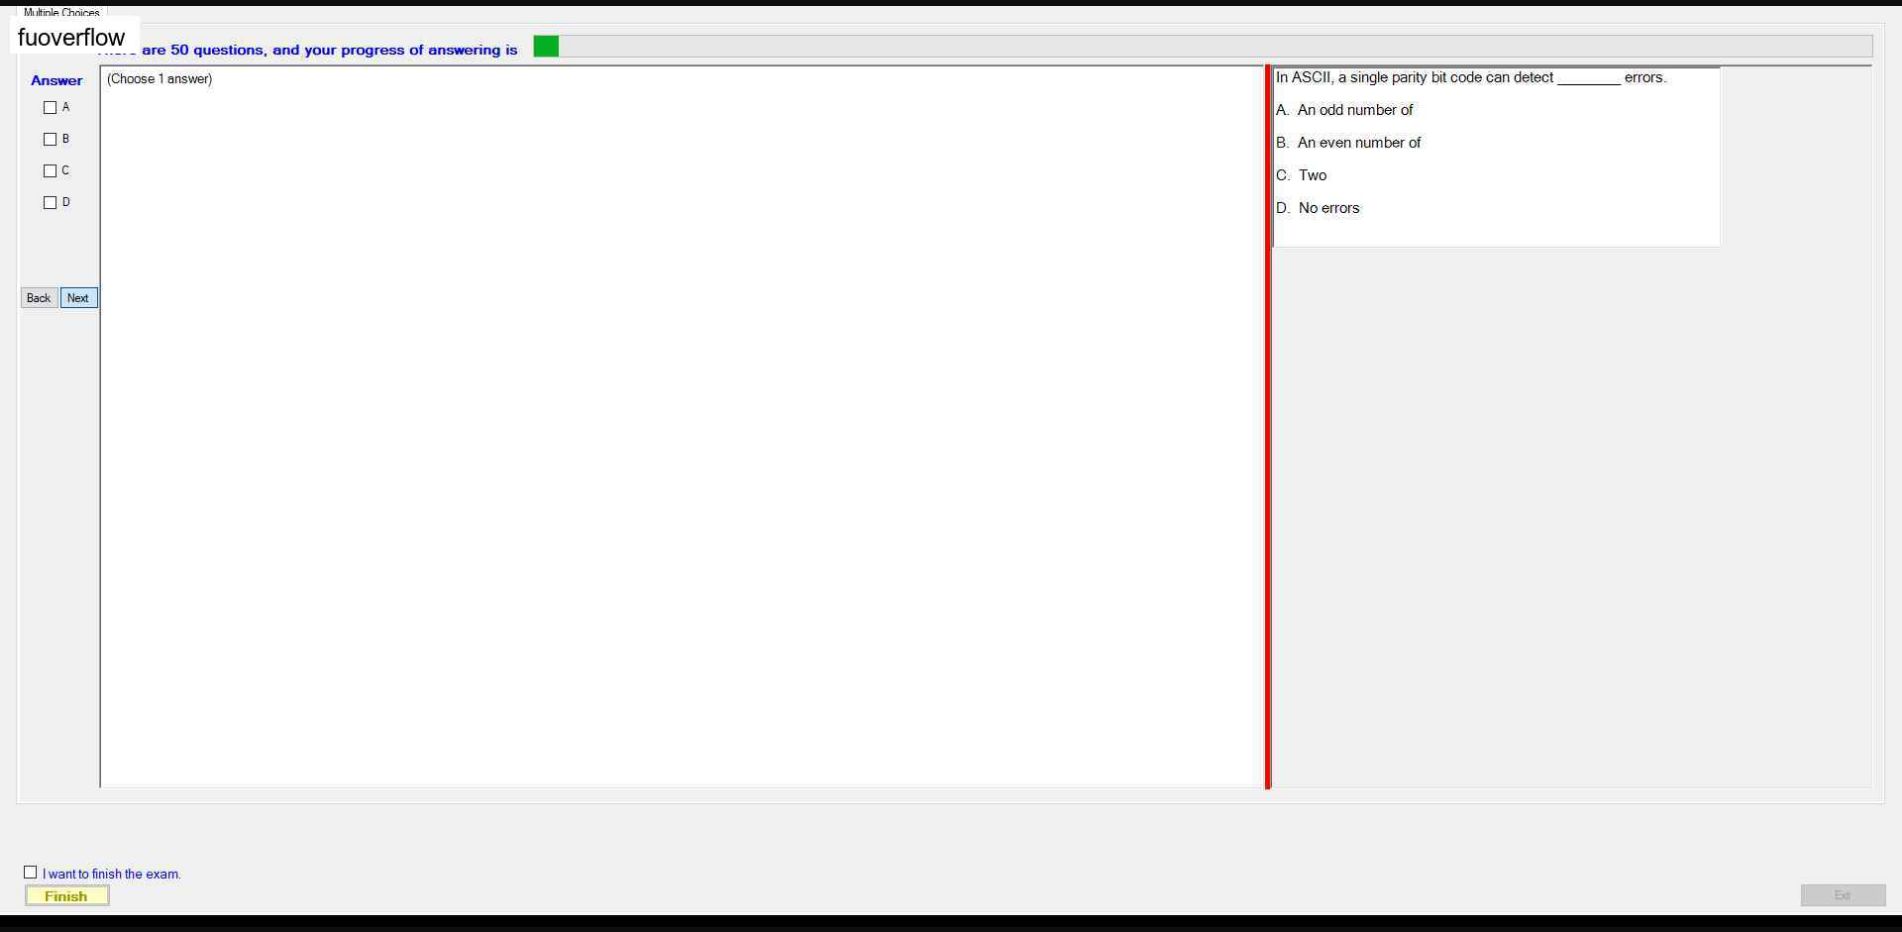 Multiple Choices
fuoverflow
are 50 questions, and your progress of answering is
Answer
(Choose 1 answer)
A
B
C
D
Back
Next
In ASCII, a single parity bit code can detect ________ errors.
A. An odd number of
B. An even number of
C. Two
D. No errors
I want to finish the exam.
Finish
Exit